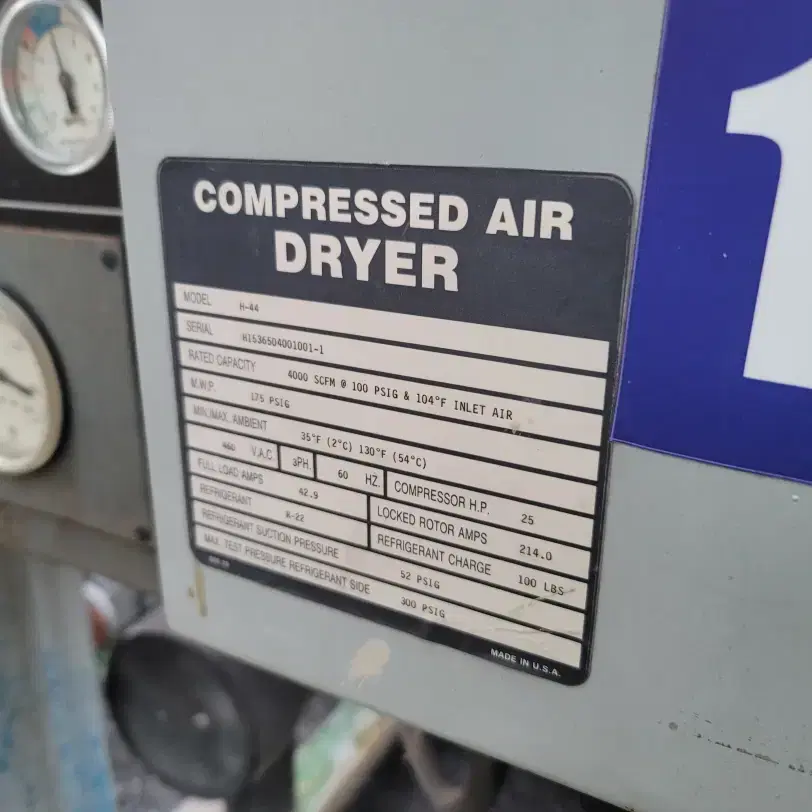 COMPRESSED AIR
DRYER
MODEL H-44
SERIAL H1536504001001-1
RATED CAPACITY 4000 SCFM @ 100 PSIG & 104°F INLET AIR
M.W.P. 175 PSIG
MIN./MAX. AMBIENT 35°F (2°C) 130°F (54°C)
460 V.A.C. 3PH. 60 HZ. COMPRESSOR H.P. 25
FULL LOAD AMPS 42.9 LOCKED ROTOR AMPS 214.0
REFRIGERANT R-22 REFRIGERANT CHARGE 100 LBS
REFRIGERANT SUCTION PRESSURE 52 PSIG
MAX. TEST PRESSURE REFRIGERANT SIDE 300 PSIG
MADE IN U.S.A.
1